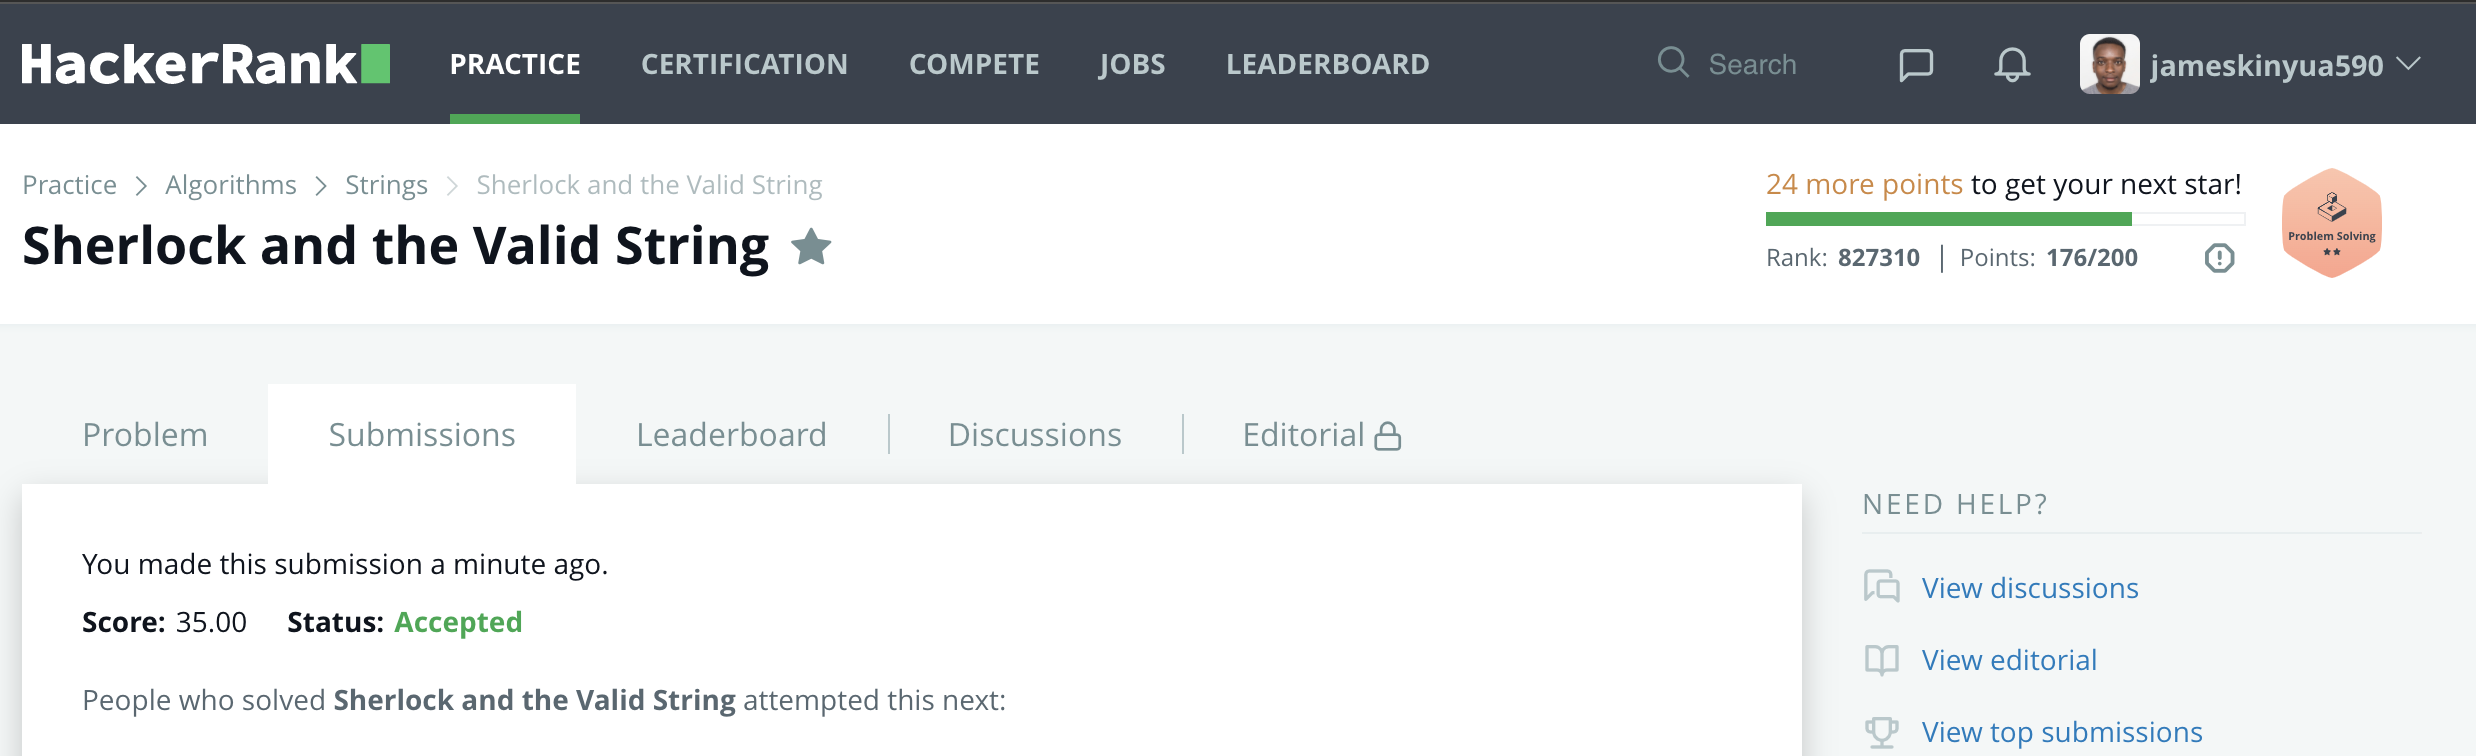 HackerRank PRACTICE CERTIFICATION COMPETE JOBS LEADERBOARD Search jameskinyua590
Practice Algorithms Strings Sherlock and the Valid String
Sherlock and the Valid String
24 more points to get your next star!
Rank: 827310 | Points: 176/200
Problem Solving
Problem Submissions Leaderboard Discussions Editorial
You made this submission a minute ago.
Score: 35.00 Status: Accepted
People who solved Sherlock and the Valid String attempted this next:
NEED HELP?
View discussions
View editorial
View top submissions